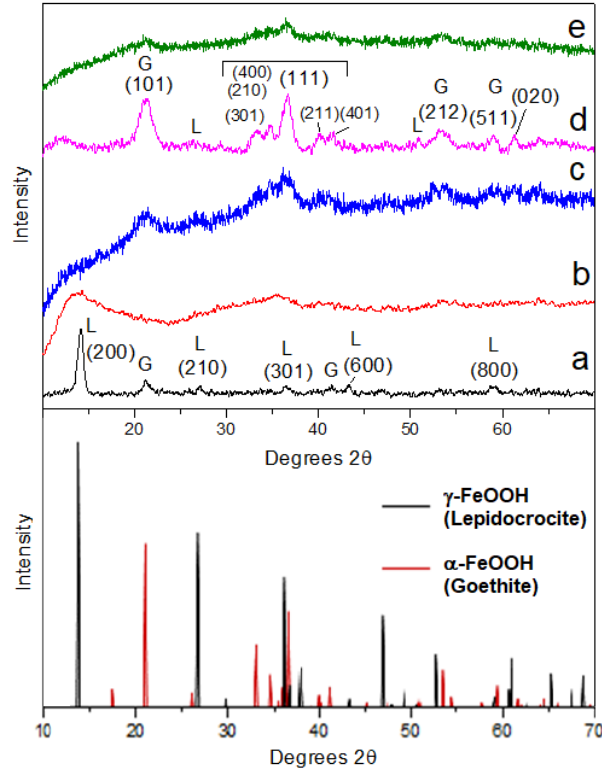 e
G
(101)
(400)
(210)
(301)
(111)
(211)
(401)
G
(212)
G
(511)
(020)
L
L
d
c
b
L
(200)
G
L
(210)
L
(301)
G
L
(600)
L
(800)
a
Intensity
20 30 40 50 60 70
Degrees 2θ
γ-FeOOH
(Lepidocrocite)
α-FeOOH
(Goethite)
Intensity
10 20 30 40 50 60 70
Degrees 2θ